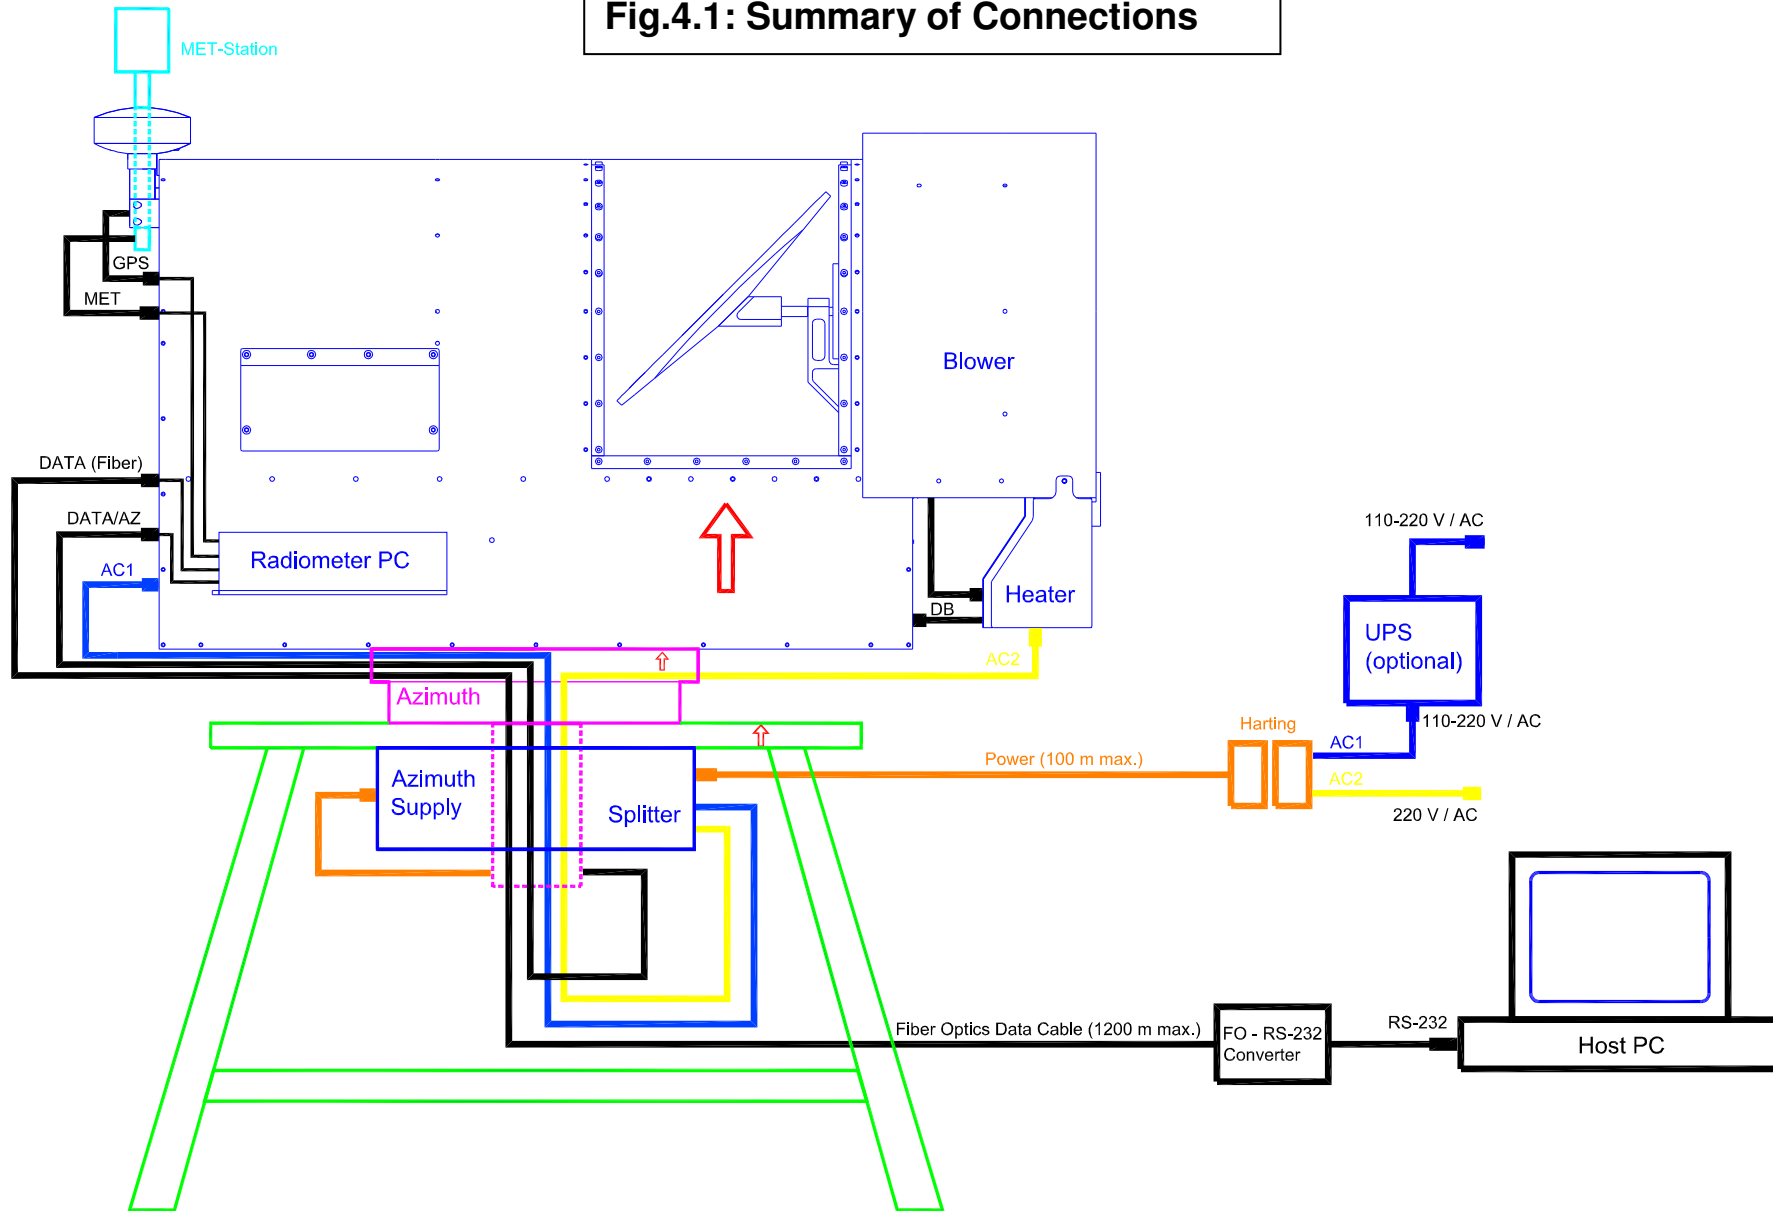 Fig.4.1: Summary of Connections
MET-Station
GPS
MET
Blower
DATA (Fiber)
DATA/AZ
AC1
Radiometer PC
DB
Heater
AC2
Azimuth
Azimuth
Supply
Splitter
Power (100 m max.)
Harting
110-220 V / AC
UPS
(optional)
110-220 V / AC
AC1
AC2
220 V / AC
Fiber Optics Data Cable (1200 m max.)
FO - RS-232
Converter
RS-232
Host PC